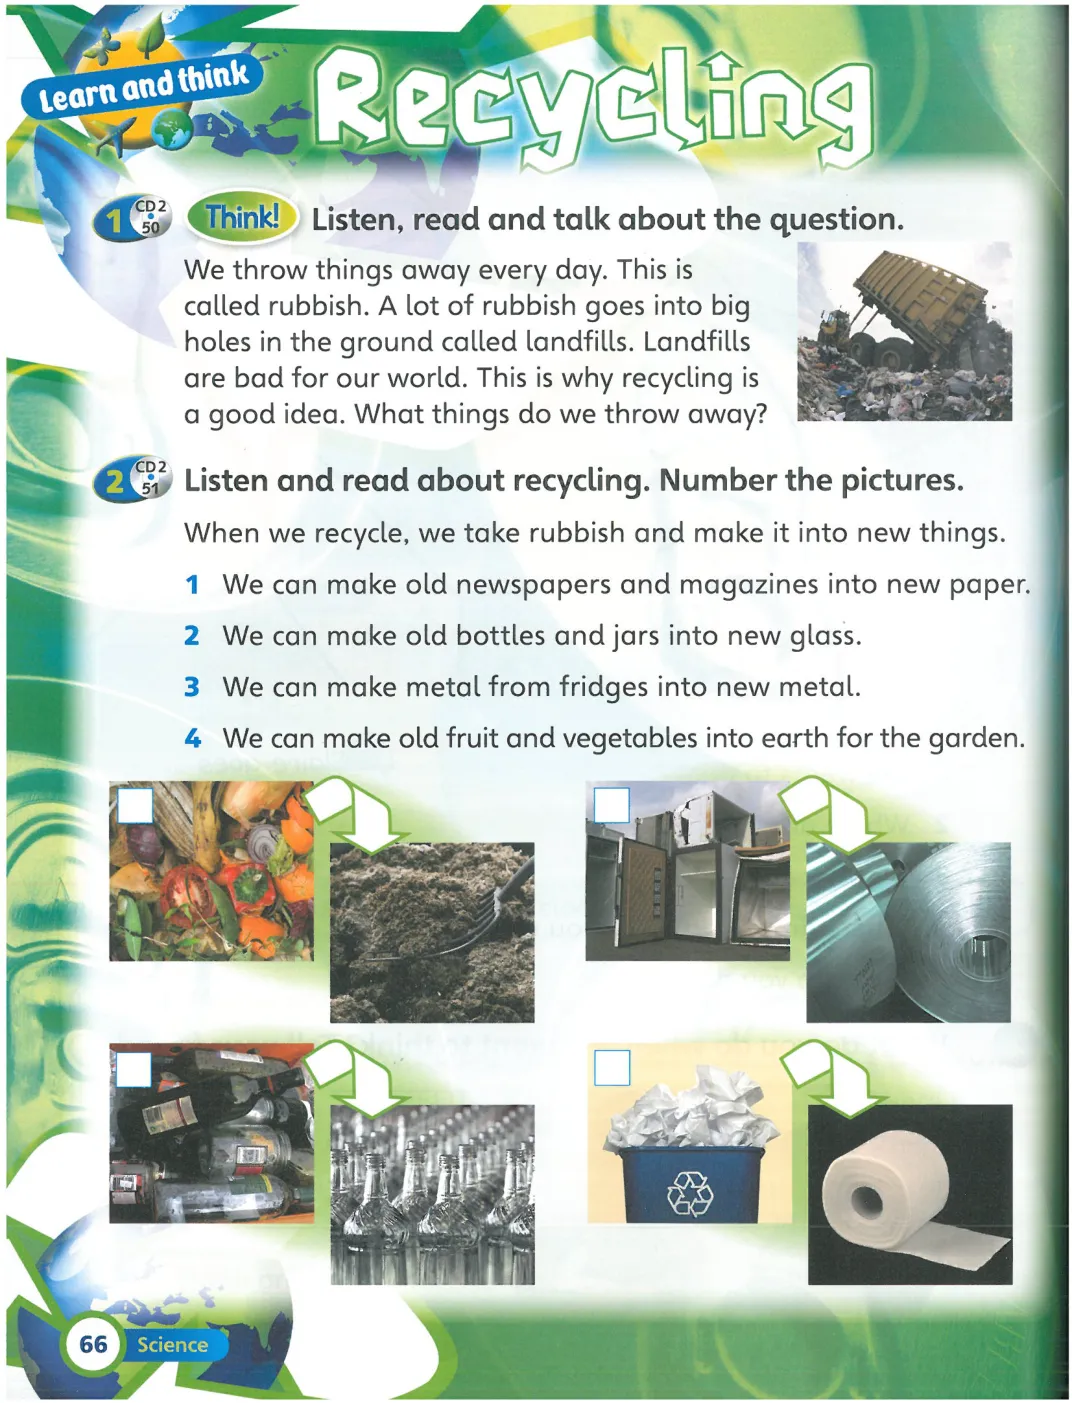 Learn and think
Recycling
1 CD2 50 Think! Listen, read and talk about the question.
We throw things away every day. This is
called rubbish. A lot of rubbish goes into big
holes in the ground called landfills. Landfills
are bad for our world. This is why recycling is
a good idea. What things do we throw away?
2 CD2 51 Listen and read about recycling. Number the pictures.
When we recycle, we take rubbish and make it into new things.
1 We can make old newspapers and magazines into new paper.
2 We can make old bottles and jars into new glass.
3 We can make metal from fridges into new metal.
4 We can make old fruit and vegetables into earth for the garden.
66 Science